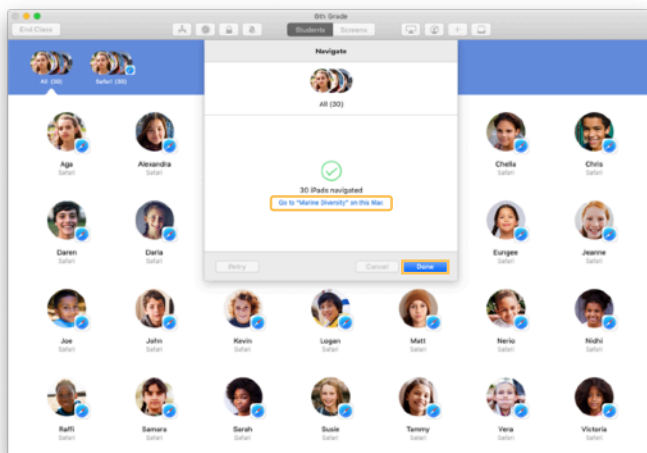 6th Grade
End Class
Students
Screens
All (30)
Safari (30)
Navigate
All (30)
30 iPads navigated
Go to "Marine Diversity" on this Mac
Retry
Cancel
Done
Aga
Safari
Alexandra
Safari
Chella
Safari
Chris
Safari
Daren
Safari
Darla
Safari
Eungee
Safari
Jeanne
Safari
Joe
Safari
John
Safari
Kevin
Safari
Logan
Safari
Matt
Safari
Nerio
Safari
Nidhi
Safari
Raffi
Safari
Samara
Safari
Sarah
Safari
Susie
Safari
Tammy
Safari
Vera
Safari
Victoria
Safari